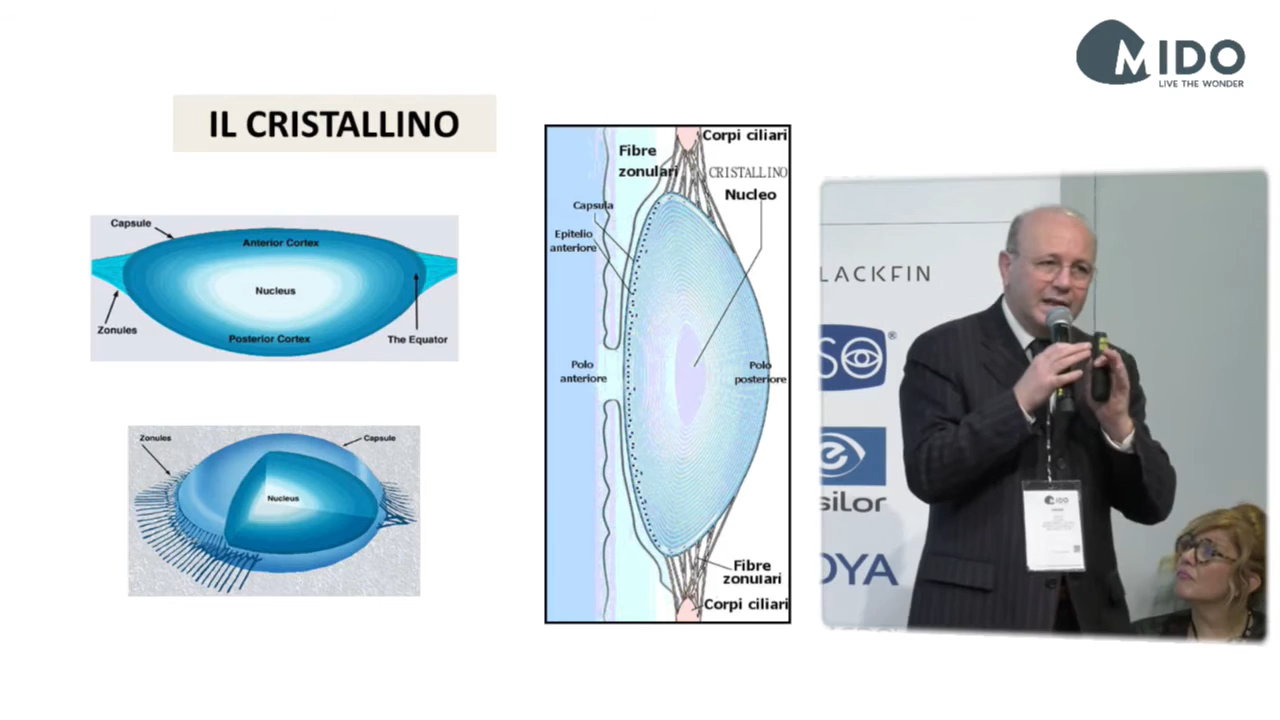 MIDO
LIVE THE WONDER
IL CRISTALLINO
Capsule
Anterior Cortex
Nucleus
Zonules
Posterior Cortex
The Equator
Zonules
Capsule
Nucleus
Corpi ciliari
Fibre
zonulari
CRISTALLINO
Nucleo
Capsula
Epitelio
anteriore
Polo
anteriore
Polo
posteriore
Fibre
zonulari
Corpi ciliari
LACKFIN
SO
®
e
silor
OYA
MIDO